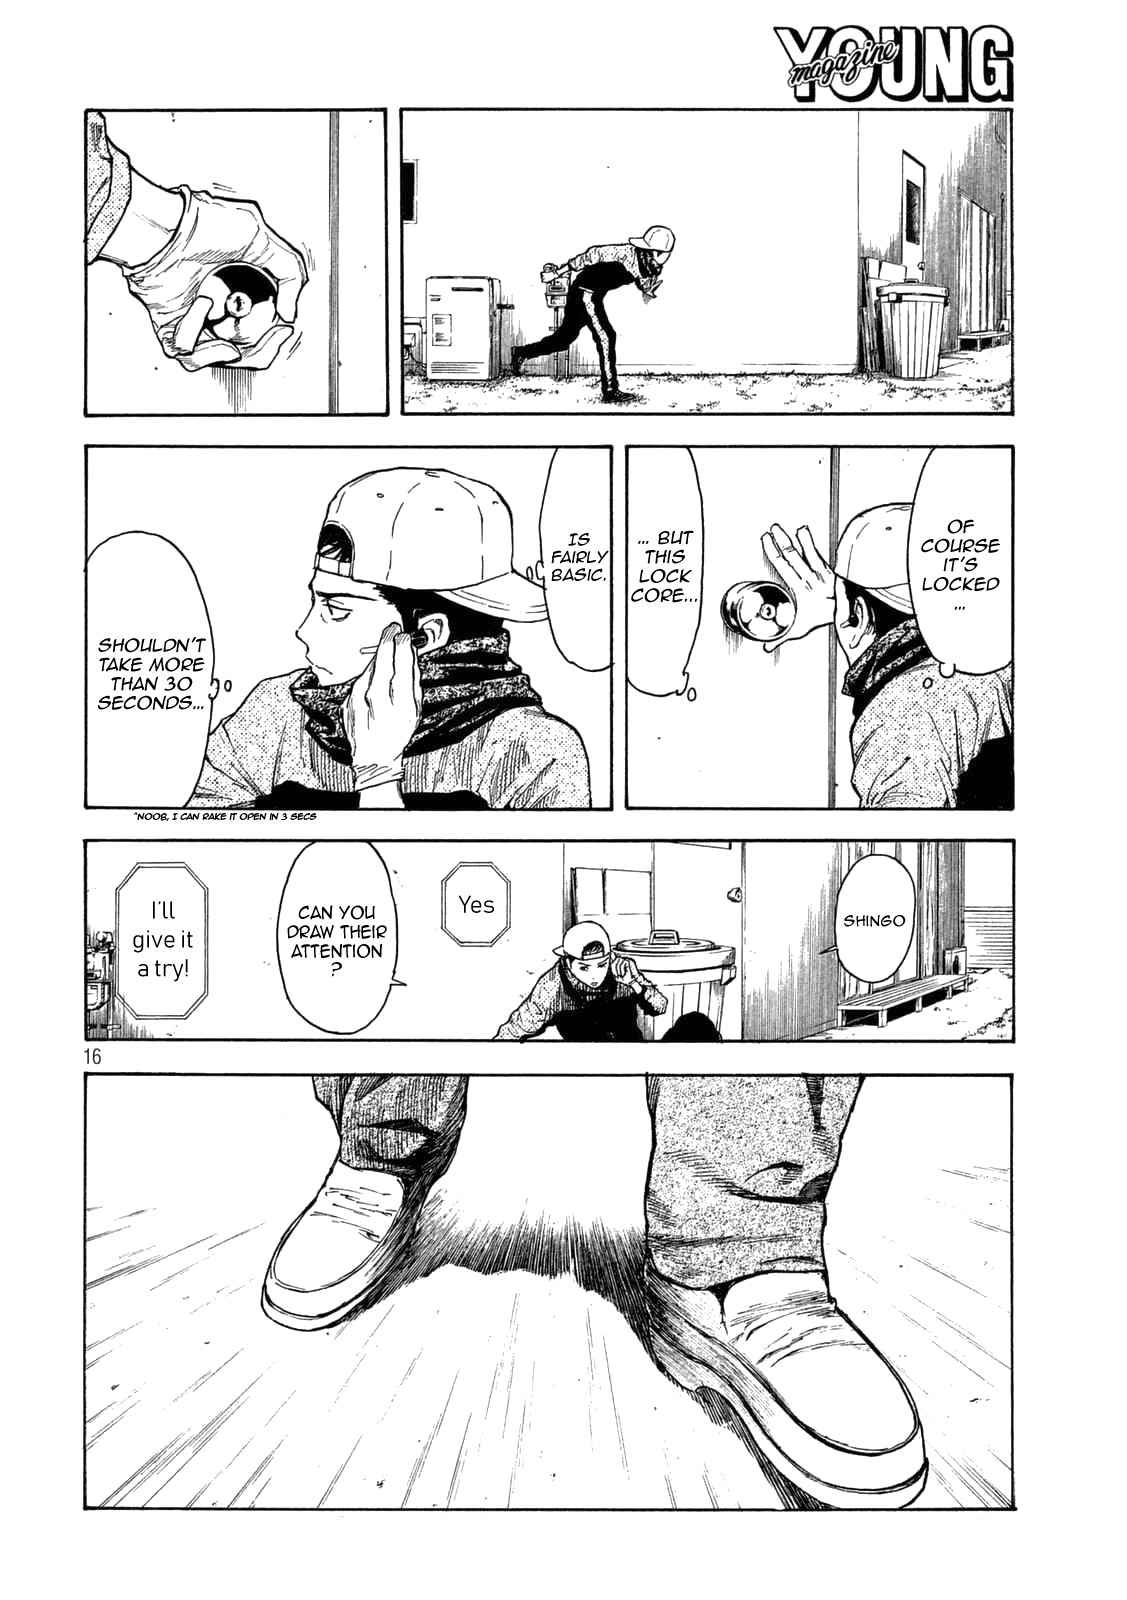 YOUNG
magazine
OF
COURSE
IT'S
LOCKED
...
... BUT
THIS
LOCK
CORE...
IS
FAIRLY
BASIC.
SHOULDN'T
TAKE MORE
THAN 30
SECONDS...
^NOOB, I CAN RAKE IT OPEN IN 3 SECS
SHINGO
Yes
CAN YOU
DRAW THEIR
ATTENTION
?
I'll
give it
a try!
16